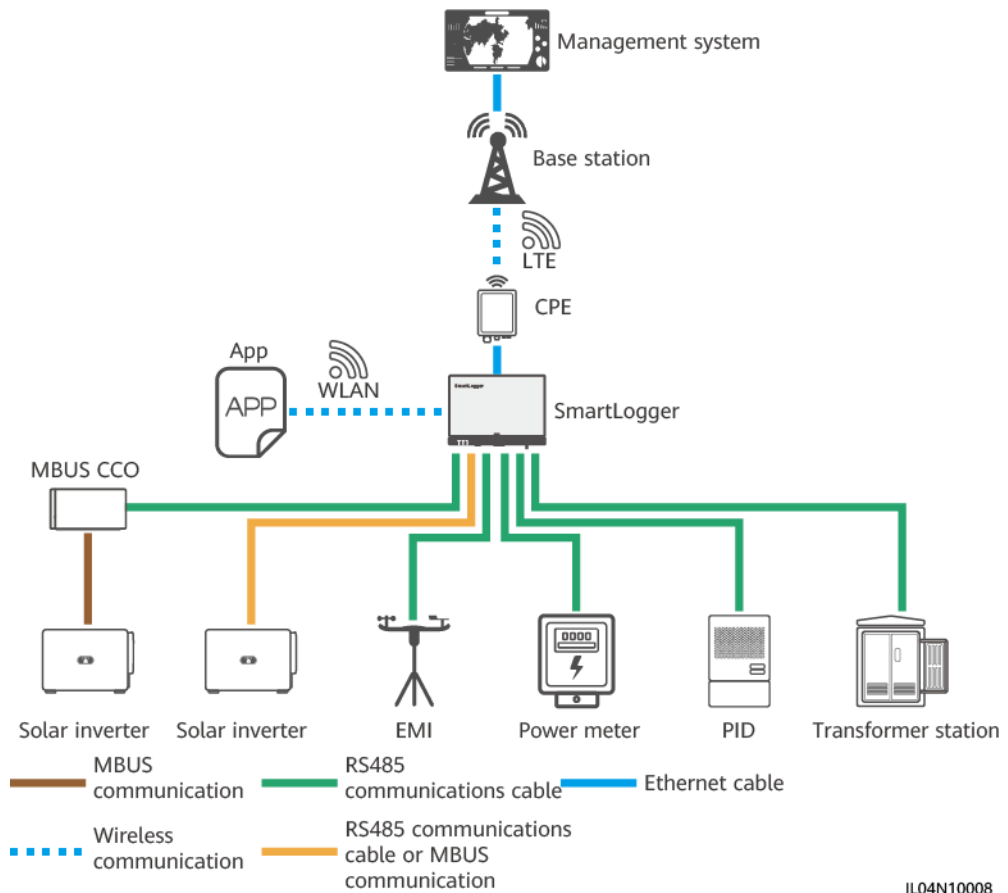 Management system
Base station
LTE
CPE
App
WLAN
APP
SmartLogger
SmartLogger
MBUS CCO
0000
Solar inverter
Solar inverter
EMI
Power meter
PID
Transformer station
MBUS
communication
RS485
communications cable
Ethernet cable
Wireless
communication
RS485 communications
cable or MBUS
communication
IL04N10008